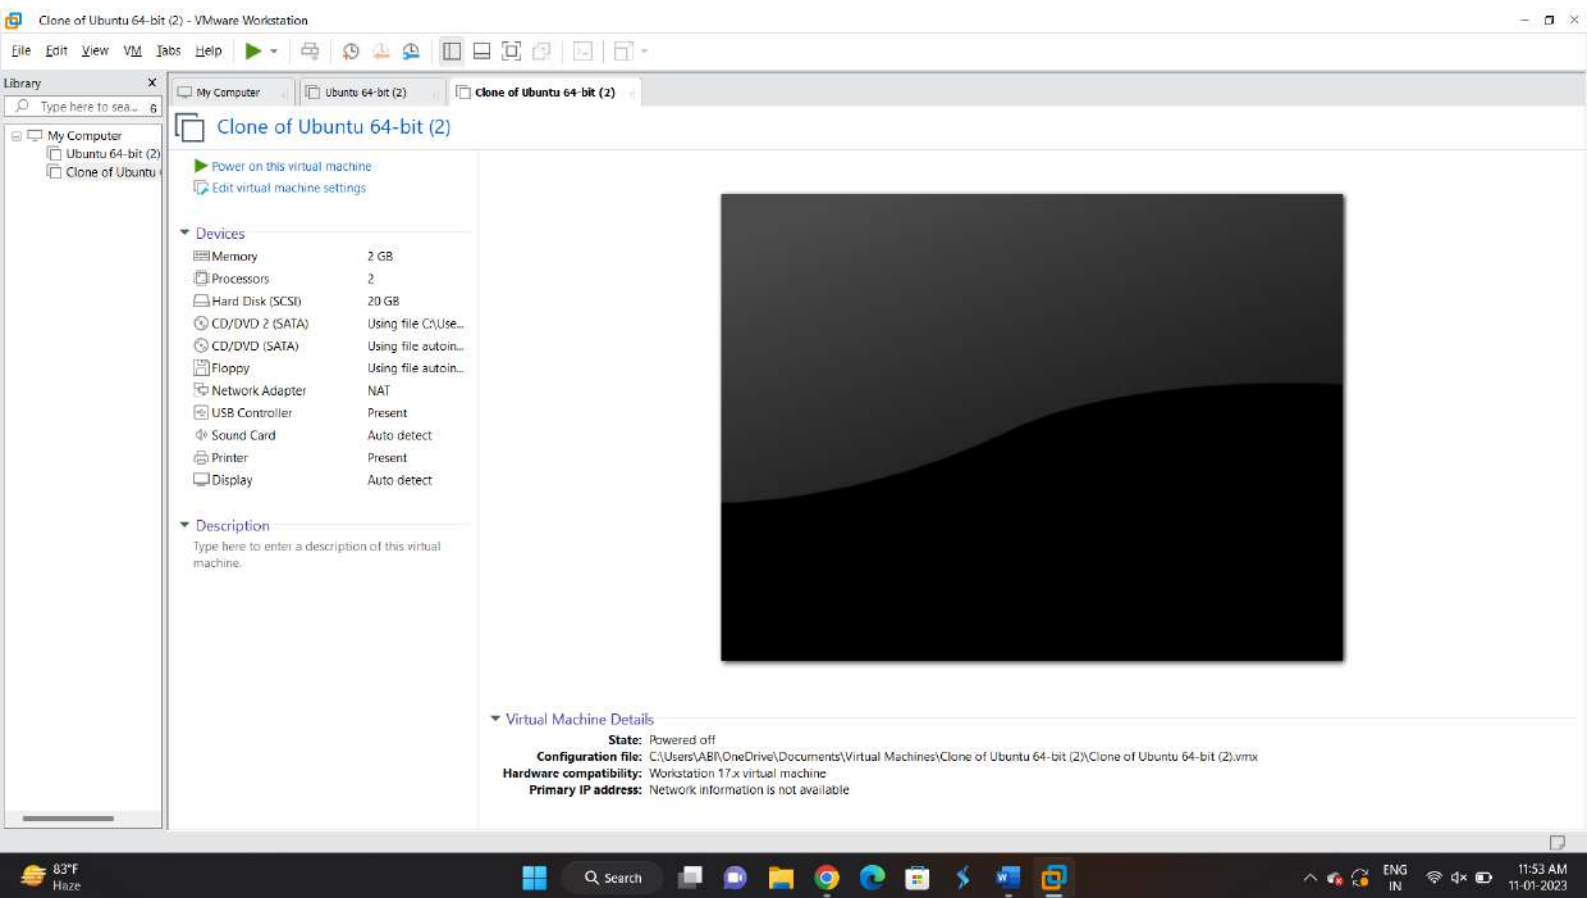 Clone of Ubuntu 64-bit (2) - VMware Workstation
File Edit View VM Tabs Help
Library X
Type here to sea... 6
My Computer
Ubuntu 64-bit (2)
Clone of Ubuntu
My Computer
Ubuntu 64-bit (2)
Clone of Ubuntu 64-bit (2)
Clone of Ubuntu 64-bit (2)
Power on this virtual machine
Edit virtual machine settings
Devices
Memory 2 GB
Processors 2
Hard Disk (SCSI) 20 GB
CD/DVD 2 (SATA) Using file C:\Use...
CD/DVD (SATA) Using file autoin...
Floppy Using file autoin...
Network Adapter NAT
USB Controller Present
Sound Card Auto detect
Printer Present
Display Auto detect
Description
Type here to enter a description of this virtual
machine.
Virtual Machine Details
State: Powered off
Configuration file: C:\Users\ABI\OneDrive\Documents\Virtual Machines\Clone of Ubuntu 64-bit (2)\Clone of Ubuntu 64-bit (2).vmx
Hardware compatibility: Workstation 17.x virtual machine
Primary IP address: Network information is not available
83°F
Haze
Search
ENG
IN
11:53 AM
11-01-2023